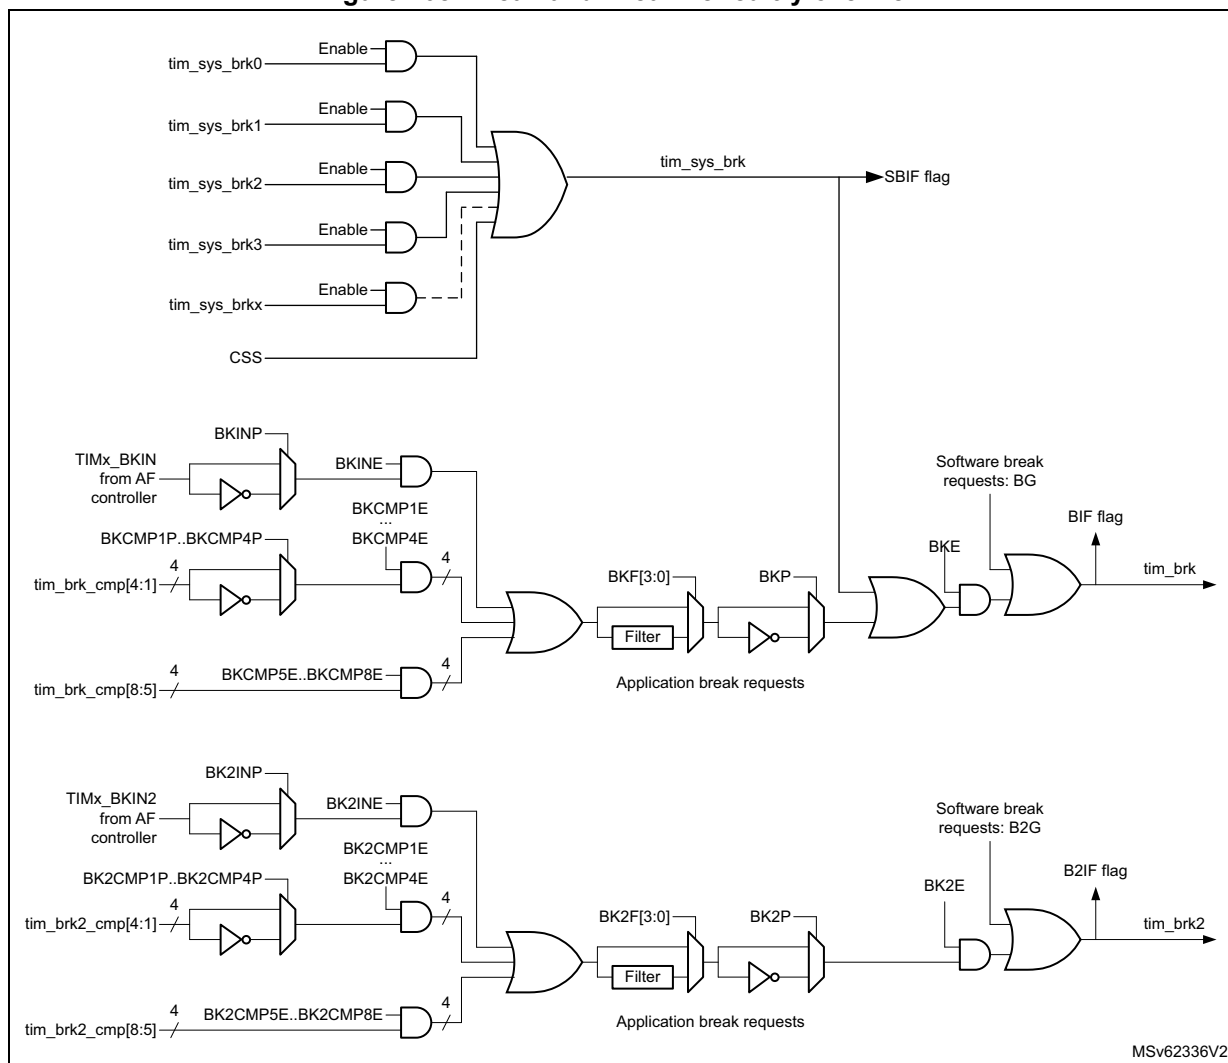 Enable
tim_sys_brk0
Enable
tim_sys_brk1
Enable
tim_sys_brk2
Enable
tim_sys_brk3
Enable
tim_sys_brkx
CSS
tim_sys_brk
SBIF flag
BKINP
TIMx_BKIN
from AF
controller
BKINE
BKCMP1E
...
BKCMP4E
BKCMP1P..BKCMP4P
4
tim_brk_cmp[4:1]
4
BKCMP5E..BKCMP8E
4
tim_brk_cmp[8:5]
4
BKF[3:0]
Filter
BKP
Application break requests
BKE
Software break
requests: BG
BIF flag
tim_brk
BK2INP
TIMx_BKIN2
from AF
controller
BK2INE
BK2CMP1E
...
BK2CMP4E
BK2CMP1P..BK2CMP4P
4
tim_brk2_cmp[4:1]
4
BK2CMP5E..BK2CMP8E
4
tim_brk2_cmp[8:5]
4
BK2F[3:0]
Filter
BK2P
Application break requests
BK2E
Software break
requests: B2G
B2IF flag
tim_brk2
MSv62336V2